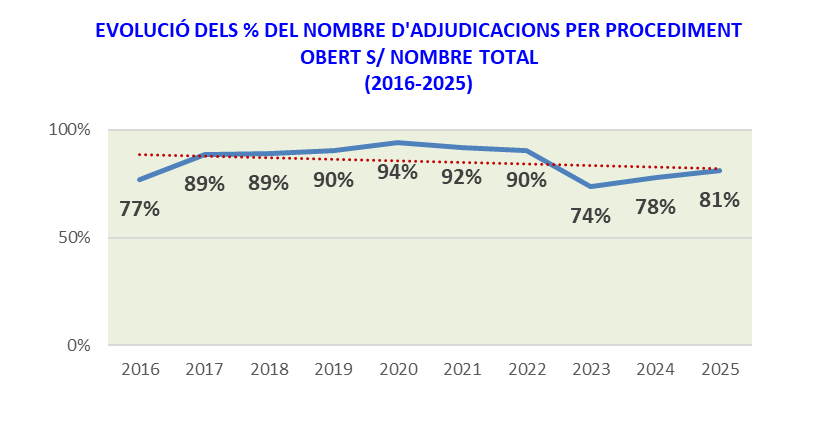 EVOLUCIÓ DELS % DEL NOMBRE D'ADJUDICACIONS PER PROCEDIMENT
OBERT S/ NOMBRE TOTAL
(2016-2025)
100%
77% 89% 89% 90% 94% 92% 90% 74% 78% 81%
50%
0%
2016 2017 2018 2019 2020 2021 2022 2023 2024 2025